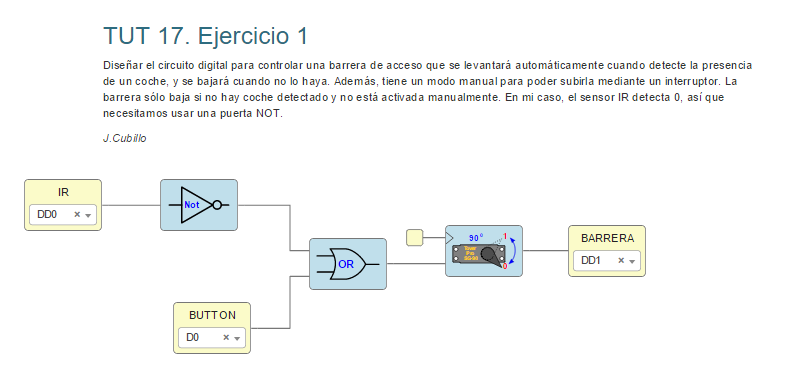 TUT 17. Ejercicio 1
Diseñar el circuito digital para controlar una barrera de acceso que se levantará automáticamente cuando detecte la presencia
de un coche, y se bajará cuando no lo haya. Además, tiene un modo manual para poder subirla mediante un interruptor. La
barrera sólo baja si no hay coche detectado y no está activada manualmente. En mi caso, el sensor IR detecta 0, así que
necesitamos usar una puerta NOT.
J.Cubillo
IR
DD0
Not
OR
BUTTON
D0
90°
1
0
BARRERA
DD1